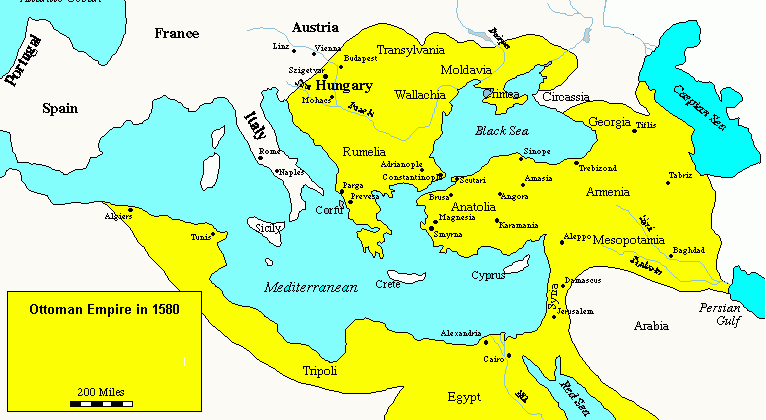 Atlantic Ocean
Portugal
Spain
France
Austria
Linz
Vienna
Budapest
Szigetvar
Hungary
Mohacs
Transylvania
Moldavia
Wallachia
Crimea
Circassia
Caspian Sea
Georgia
Tiflis
Black Sea
Italy
Rome
Naples
Rumelia
Adrianople
Constantinople
Scutari
Sinope
Trebizond
Amasia
Brusa
Angora
Armenia
Tabriz
Parga
Prevesa
Corfu
Anatolia
Magnesia
Karamania
Smyrna
Algiers
Tunis
Sicily
Aleppo
Mesopotamia
Baghdad
Mediterranean
Crete
Cyprus
Syria
Damascus
Jerusalem
Persian
Gulf
Arabia
Alexandria
Cairo
Tripoli
Egypt
Red Sea
Ottoman Empire in 1580
200 Miles